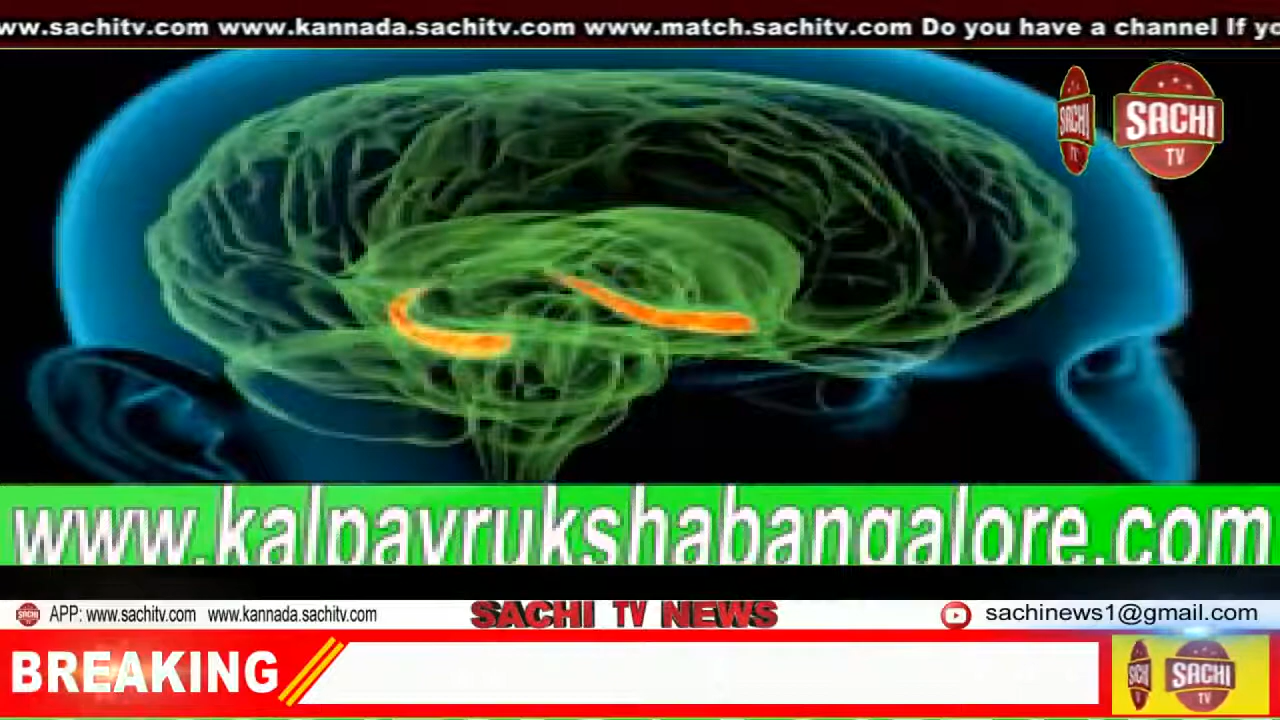 ww.sachitv.com www.kannada.sachitv.com www.match.sachitv.com Do you have a channel If yo
SACHI TV
SACHI TV
www.kalpavrukshabangalore.com
SACHI APP: www.sachitv.com www.kannada.sachitv.com
SACHI TV NEWS
sachinews1@gmail.com
BREAKING
SACHI TV